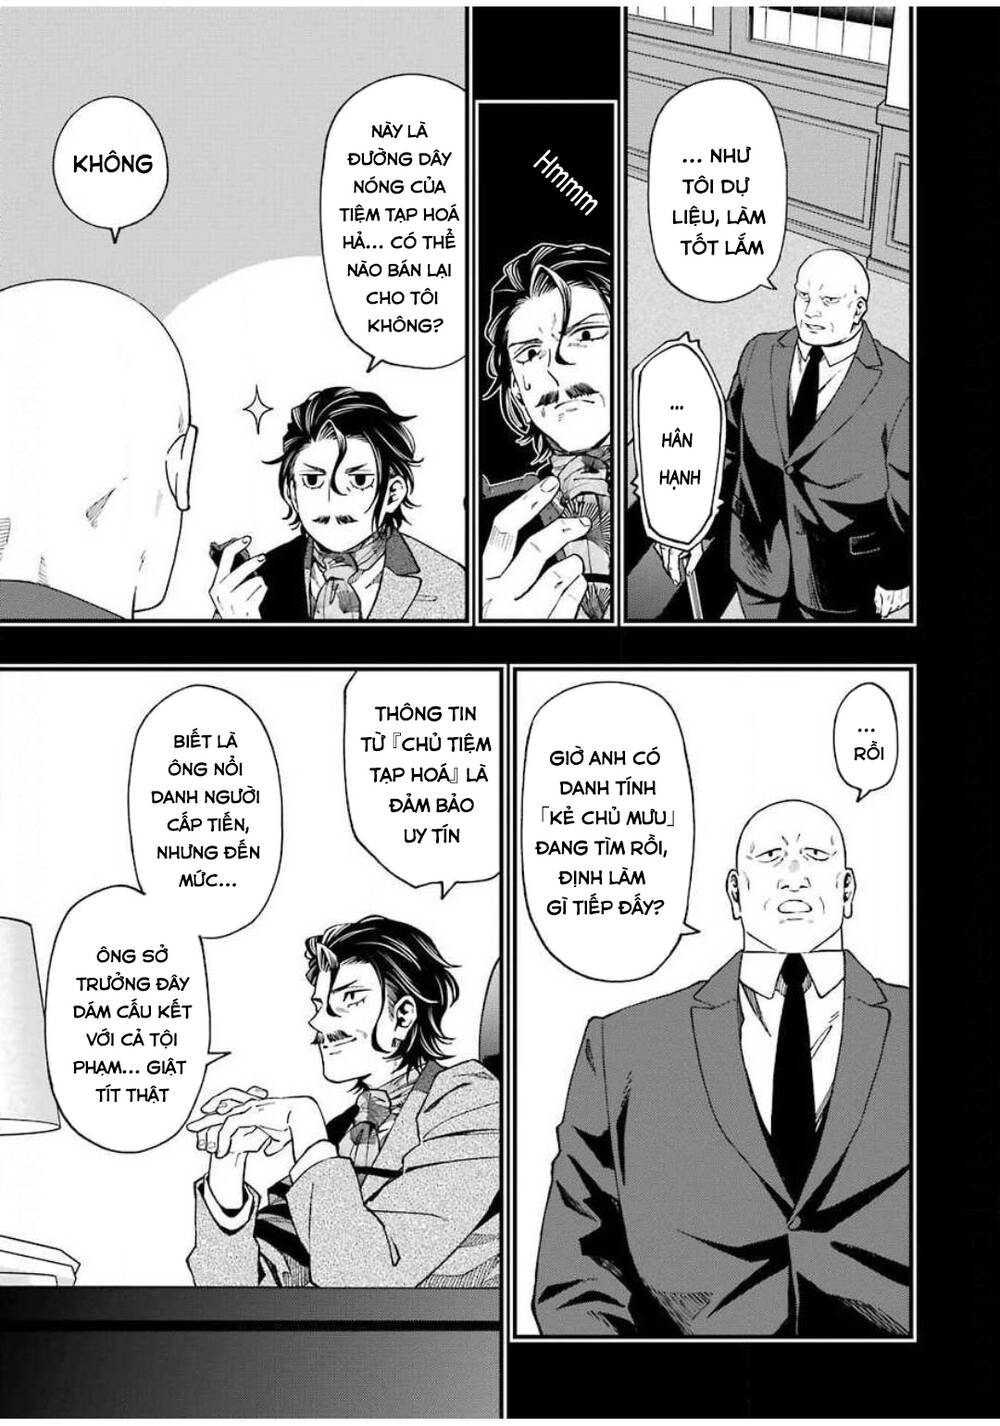 ... NHƯ
TÔI DỰ
LIỆU, LÀM
TỐT LẮM
...
HÂN
HẠNH
Hmmm
NÀY LÀ
ĐƯỜNG DÂY
NÓNG CỦA
TIỆM TẠP HOÁ
HẢ... CÓ THỂ
NÀO BÁN LẠI
CHO TÔI
KHÔNG?
KHÔNG
...
RỒI
GIỜ ANH CÓ
DANH TÍNH
「KẺ CHỦ MƯU」
ĐANG TÌM RỒI,
ĐỊNH LÀM
GÌ TIẾP ĐẤY?
THÔNG TIN
TỪ 『CHỦ TIỆM
TẠP HOÁ』 LÀ
ĐẢM BẢO
UY TÍN
BIẾT LÀ
ÔNG NỔI
DANH NGƯỜI
CẤP TIẾN,
NHƯNG ĐẾN
MỨC...
ÔNG SỞ
TRƯỞNG ĐÂY
DÁM CẤU KẾT
VỚI CẢ TỘI
PHẠM... GIẬT
TÍT THẬT